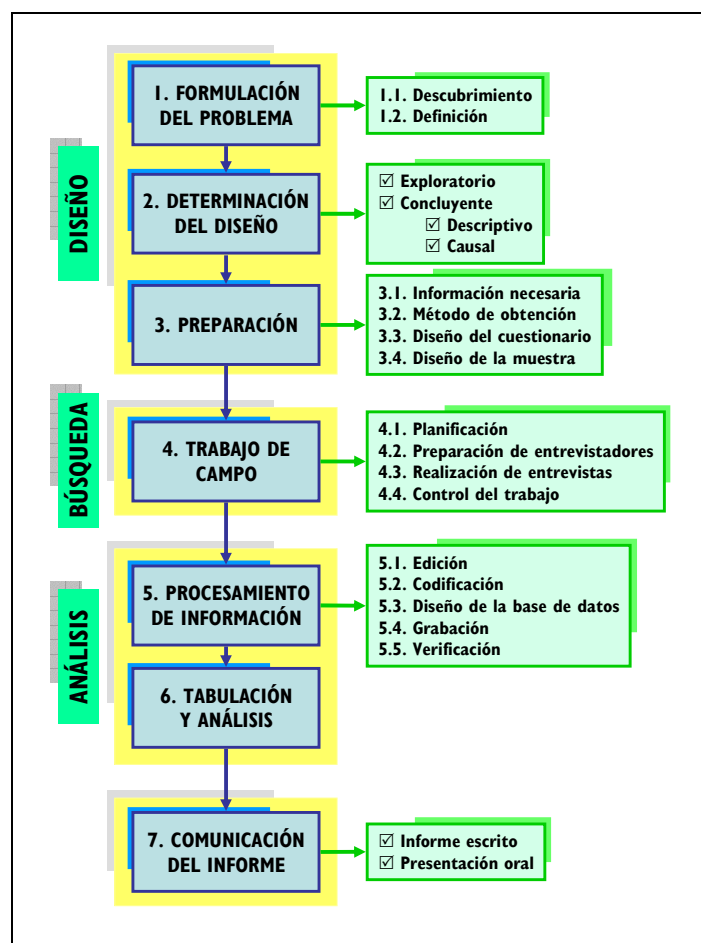 DISEÑO
1. FORMULACIÓN
DEL PROBLEMA
1.1. Descubrimiento
1.2. Definición
2. DETERMINACIÓN
DEL DISEÑO
☑ Exploratorio
☑ Concluyente
☑ Descriptivo
☑ Causal
3. PREPARACIÓN
3.1. Información necesaria
3.2. Método de obtención
3.3. Diseño del cuestionario
3.4. Diseño de la muestra
BÚSQUEDA
4. TRABAJO DE
CAMPO
4.1. Planificación
4.2. Preparación de entrevistadores
4.3. Realización de entrevistas
4.4. Control del trabajo
ANÁLISIS
5. PROCESAMIENTO
DE INFORMACIÓN
5.1. Edición
5.2. Codificación
5.3. Diseño de la base de datos
5.4. Grabación
5.5. Verificación
6. TABULACIÓN
Y ANÁLISIS
7. COMUNICACIÓN
DEL INFORME
☑ Informe escrito
☑ Presentación oral